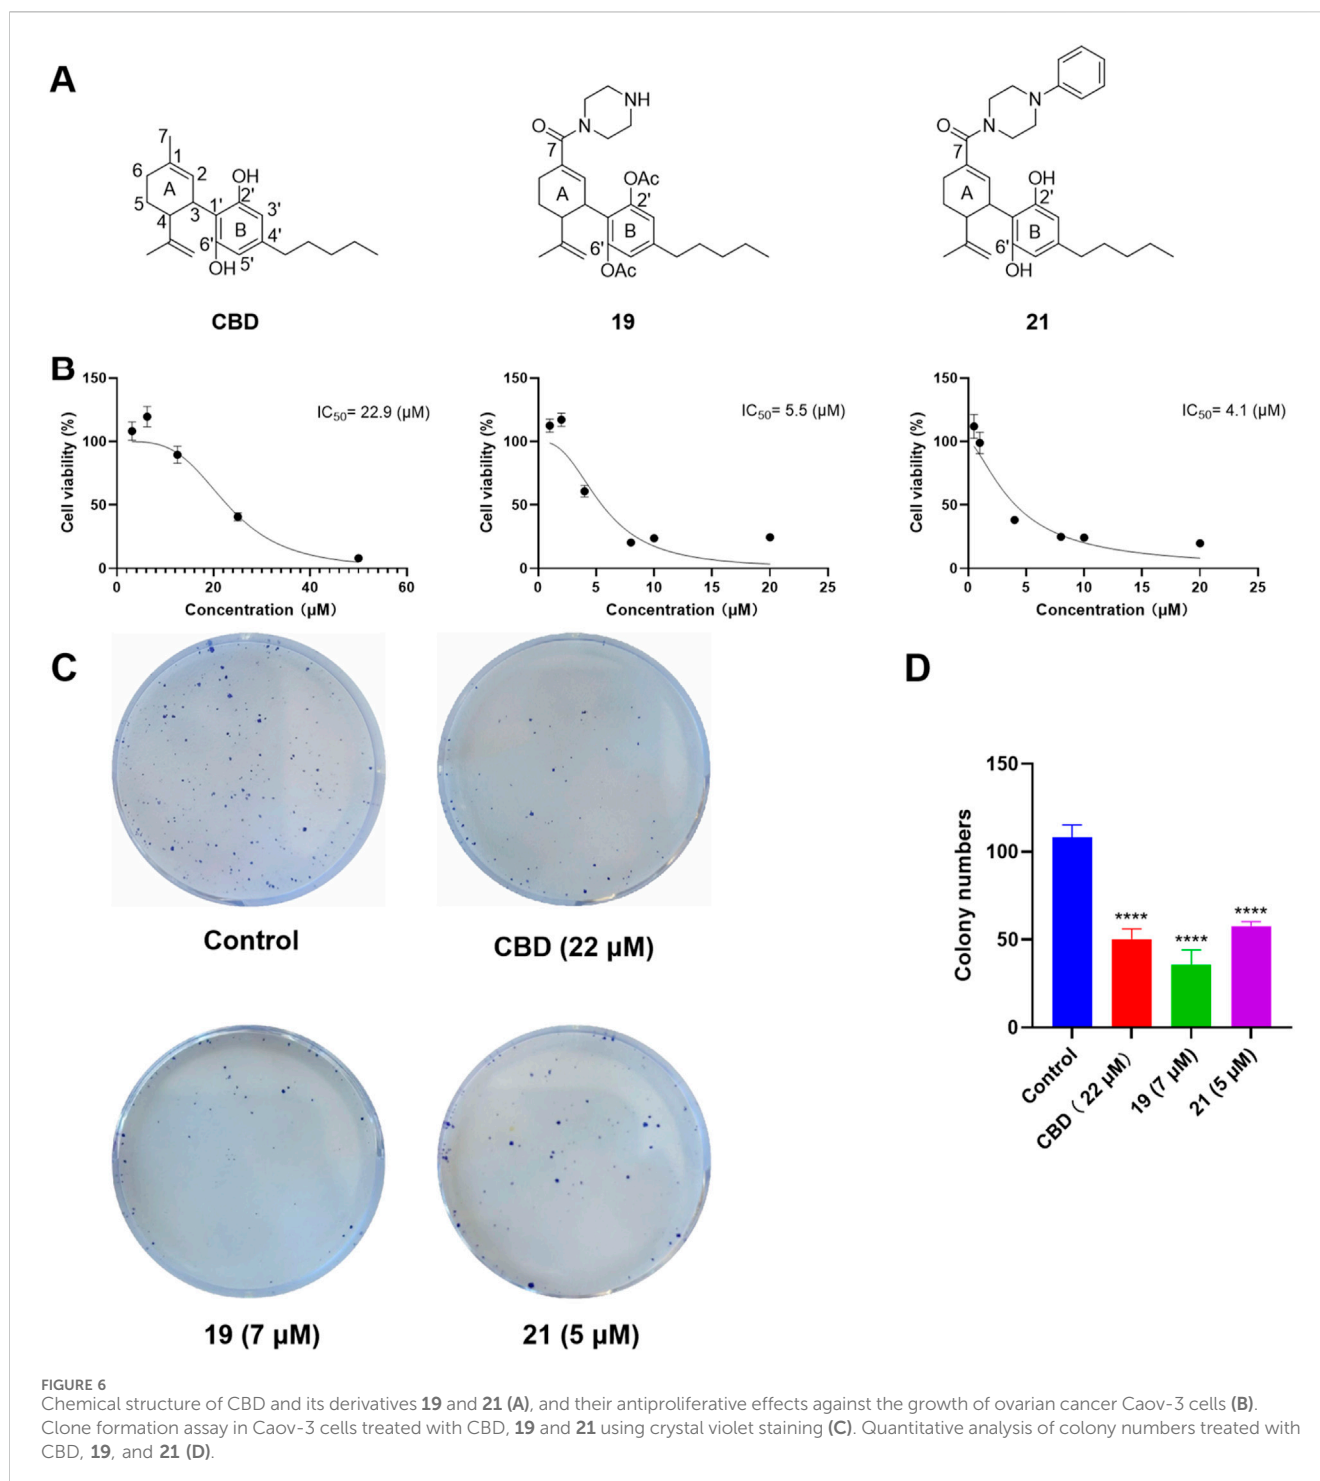 A
7
1
6
2
OH
A
2'
5
1'
3'
3
4
B
6'
4'
OH
5'
CBD
NH
N
O
7
OAc
A
2'
B
6'
OAc
19
N
O
N
7
OH
A
2'
B
6'
OH
21
B
150
100
50
0
Cell viability (%)
IC50= 22.9 (μM)
0 20 40 60
Concentration (μM)
150
100
50
0
Cell viability (%)
IC50= 5.5 (μM)
0 5 10 15 20 25
Concentration (μM)
150
100
50
0
Cell viability (%)
IC50= 4.1 (μM)
0 5 10 15 20 25
Concentration (μM)
C
Control
CBD (22 μM)
19 (7 μM)
21 (5 μM)
D
150
100
50
0
Colony numbers
****
****
****
Control
CBD ( 22 μM)
19 (7 μM)
21 (5 μM)
FIGURE 6
Chemical structure of CBD and its derivatives 19 and 21 (A), and their antiproliferative effects against the growth of ovarian cancer Caov-3 cells (B).
Clone formation assay in Caov-3 cells treated with CBD, 19 and 21 using crystal violet staining (C). Quantitative analysis of colony numbers treated with
CBD, 19, and 21 (D).